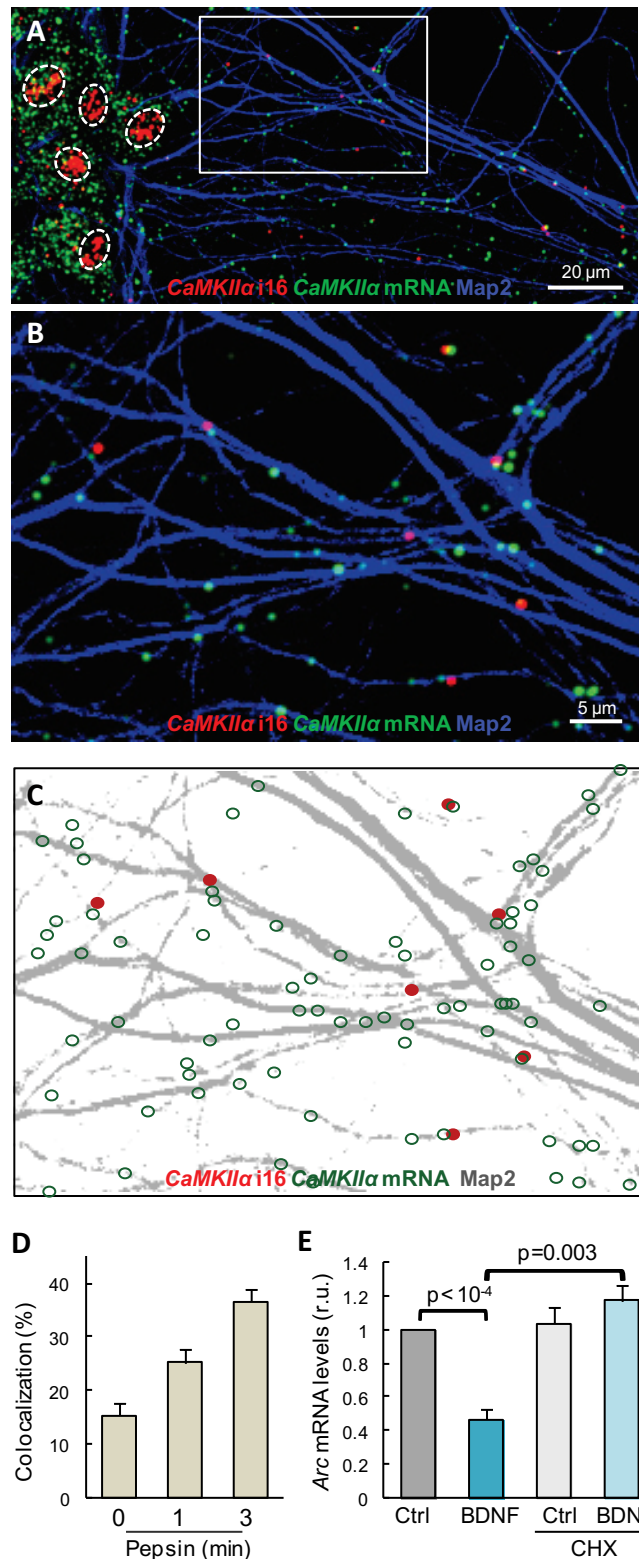 A
CaMKIIα i16 CaMKIIα mRNA Map2
20 µm
B
CaMKIIα i16 CaMKIIα mRNA Map2
5 µm
C
CaMKIIα i16 CaMKIIα mRNA Map2
D
Colocalization (%)
40
30
20
10
0
0 1 3
Pepsin (min)
E
p=0.003
p<10⁻⁴
Arc mRNA levels (r.u.)
1.4
1.2
1
0.8
0.6
0.4
0.2
0
Ctrl BDNF Ctrl BDN
CHX